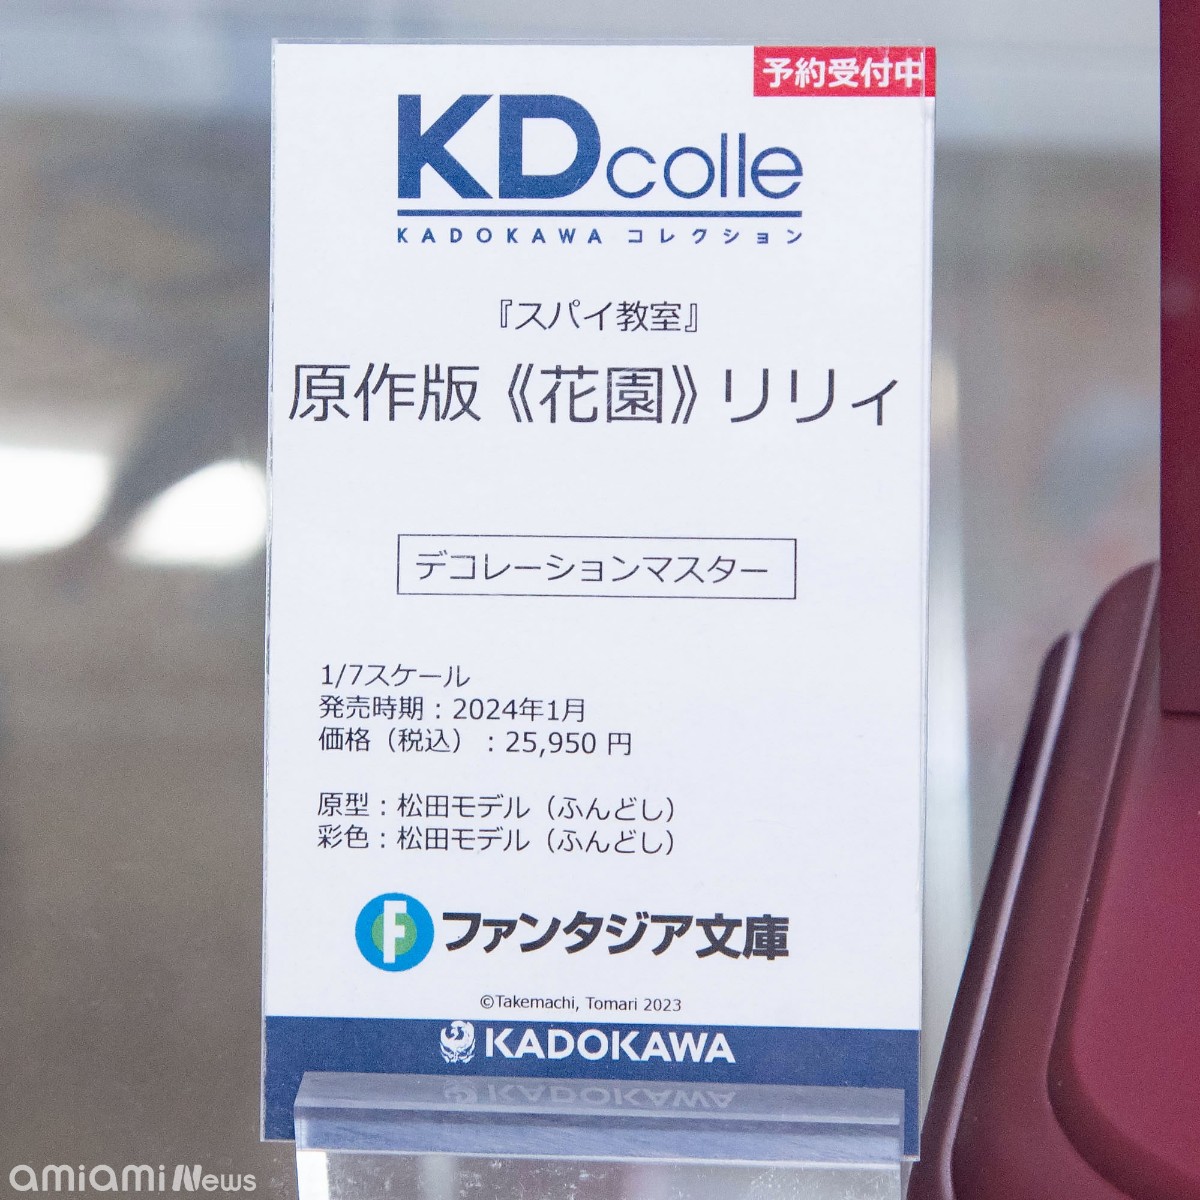 予約受付中
KDcolle
KADOKAWA コレクション
『スパイ教室』
原作版《花園》リリィ
デコレーションマスター
1/7スケール
発売時期：2024年1月
価格（税込）：25,950 円
原型：松田モデル（ふんどし）
彩色：松田モデル（ふんどし）
F ファンタジア文庫
©Takemachi, Tomari 2023
KADOKAWA
amiami News